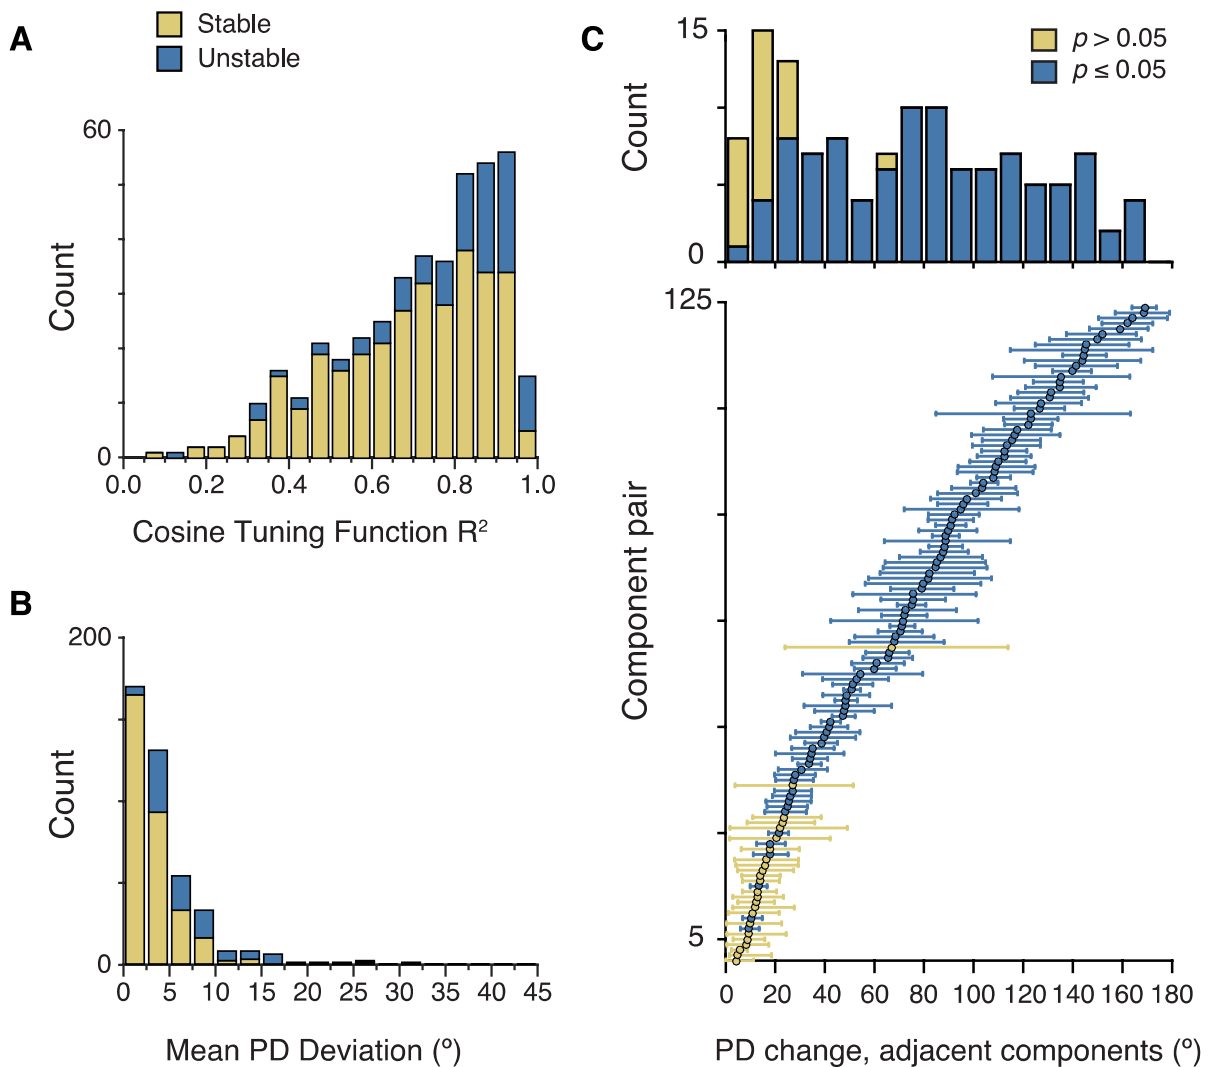 A
Stable
Unstable
60
Count
0
0.0 0.2 0.4 0.6 0.8 1.0
Cosine Tuning Function R²
B
200
Count
0
0 5 10 15 20 25 30 35 40 45
Mean PD Deviation (º)
C
15
p > 0.05
p ≤ 0.05
Count
0
125
Component pair
5
0 20 40 60 80 100 120 140 160 180
PD change, adjacent components (º)